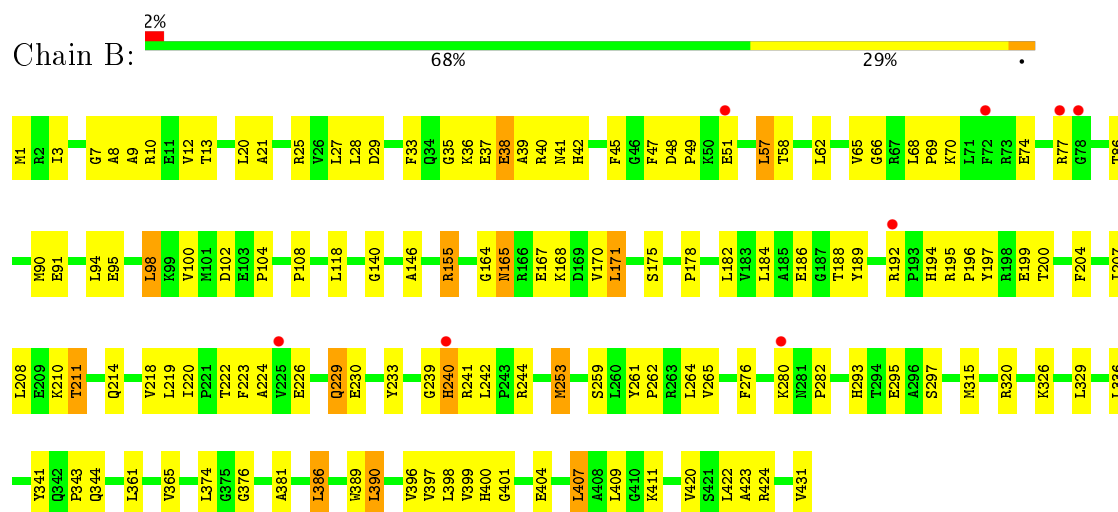 2%
Chain B:
68% 29% •
M1 R2 I3 G7 A8 A9 R10 E11 V12 T13 L20 A21 R25 V26 L27 L28 D29 F33 Q34 G35 K36 E37 E38 A39 R40 N41 H42 F45 G46 F47 D48 P49 K50 E51 L57 T58 L62 V65 G66 R67 L68 P69 K70 L71 F72 R73 E74 R77 G78 T86
M90 E91 L94 E95 L98 K99 V100 M101 D102 E103 P104 P108 L118 G140 A146 R155 G164 N165 R166 E167 K168 D169 V170 L171 S175 P178 L182 V183 L184 A185 E186 G187 T188 Y189 R192 P193 H194 R195 P196 Y197 R198 E199 T200 F204 I207
L208 E209 K210 T211 Q214 V218 L219 I220 P221 T222 F223 A224 V225 E226 Q229 E230 Y233 G239 H240 R241 L242 P243 R244 M253 S259 L260 Y261 P262 R263 L264 V265 F276 K280 N281 P282 H293 T294 E295 A296 S297 M315 R320 K326 L329 L336
Y341 Q342 P343 Q344 L361 V365 L374 G375 G376 A381 L386 W389 L390 V396 V397 L398 V399 H400 G401 E404 L407 A408 L409 G410 K411 V420 S421 L422 A423 R424 V431